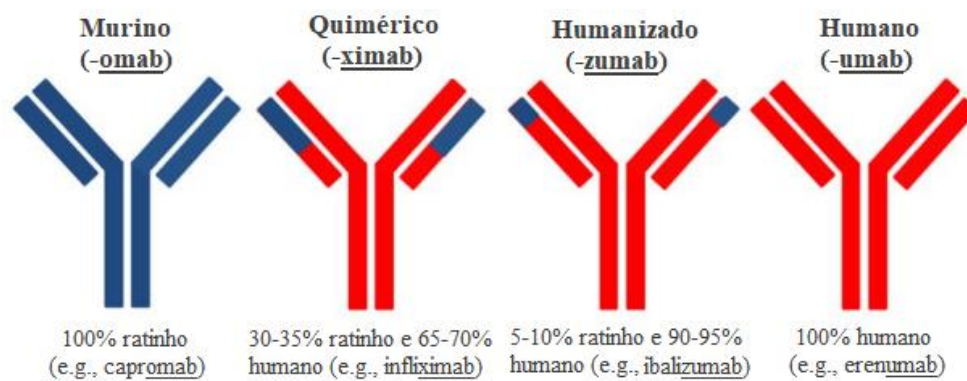 Murino
(-omab)
Quimérico
(-ximab)
Humanizado
(-zumab)
Humano
(-umab)
100% ratinho
(e.g., capromab)
30-35% ratinho e 65-70%
humano (e.g., infliximab)
5-10% ratinho e 90-95%
humano (e.g., ibalizumab)
100% humano
(e.g., erenumab)